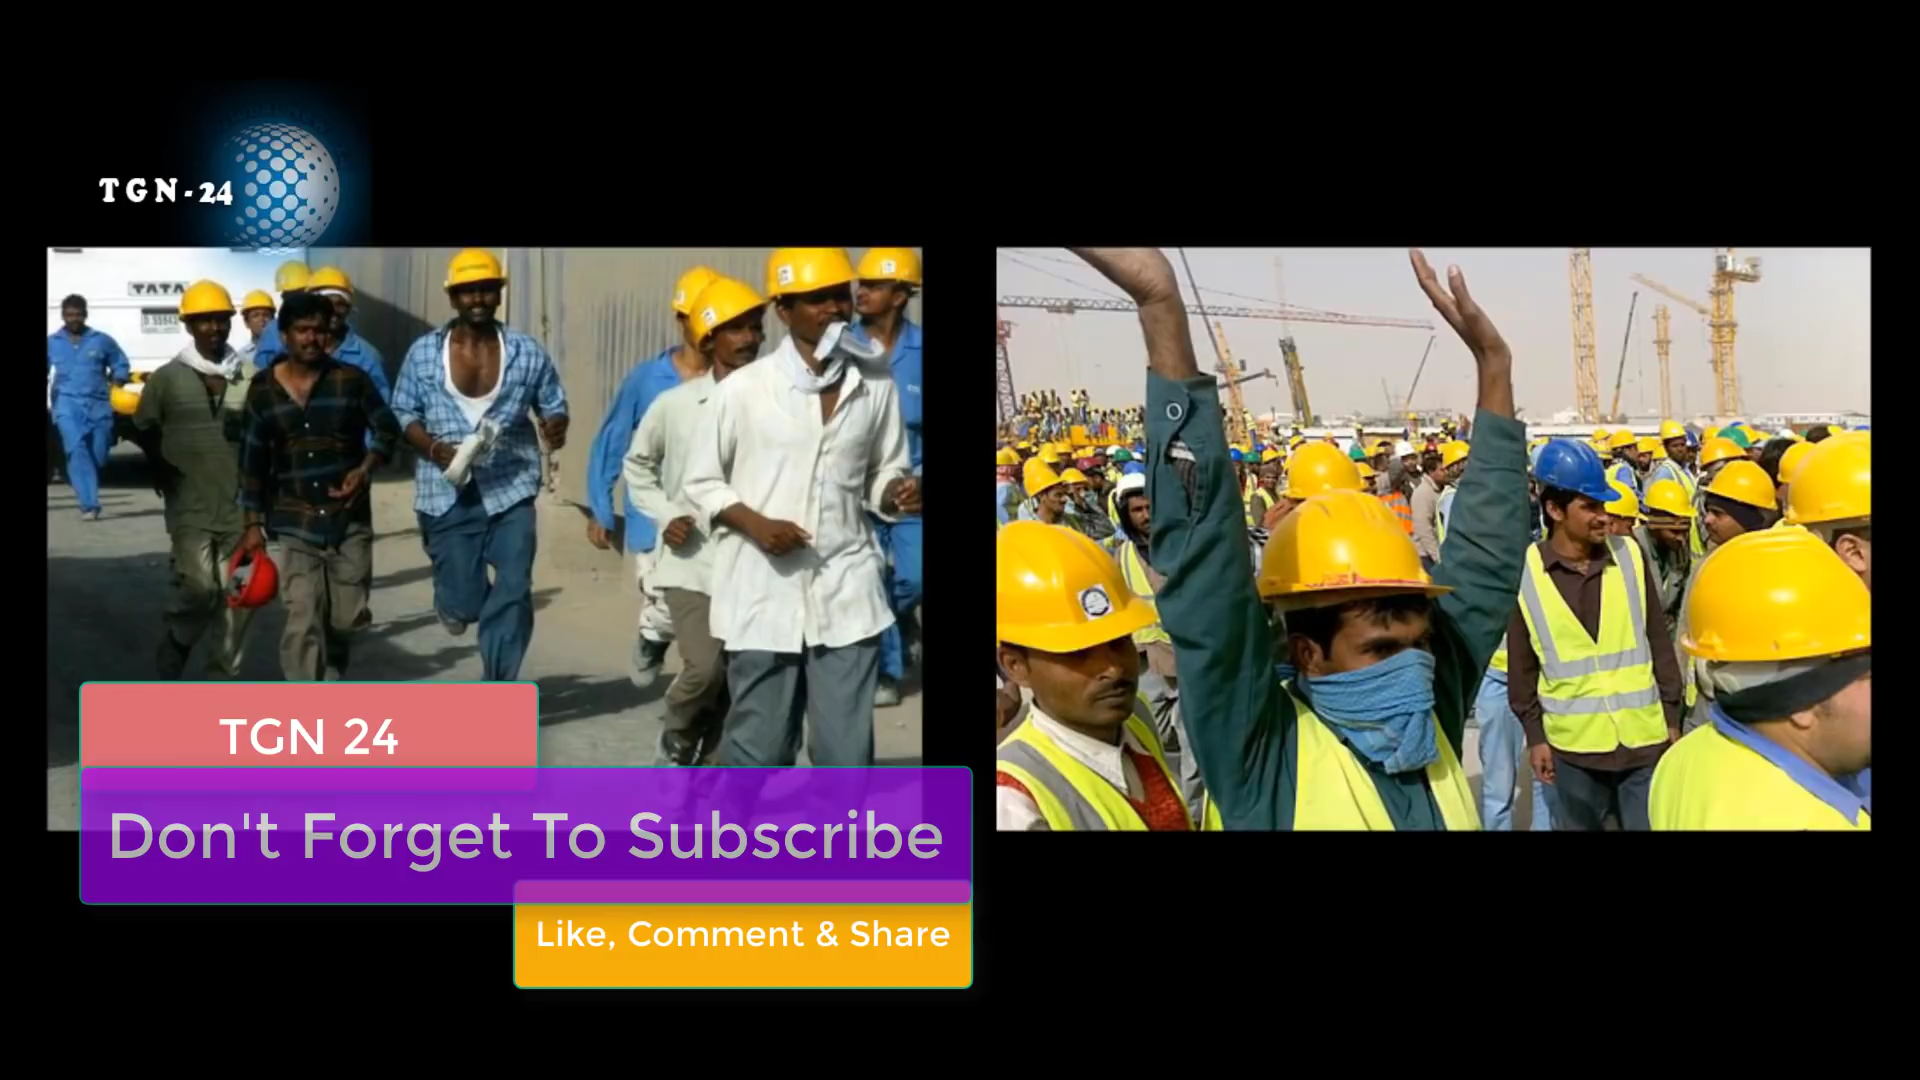 TGN-24
TATA
TGN 24
Don't Forget To Subscribe
Like, Comment & Share